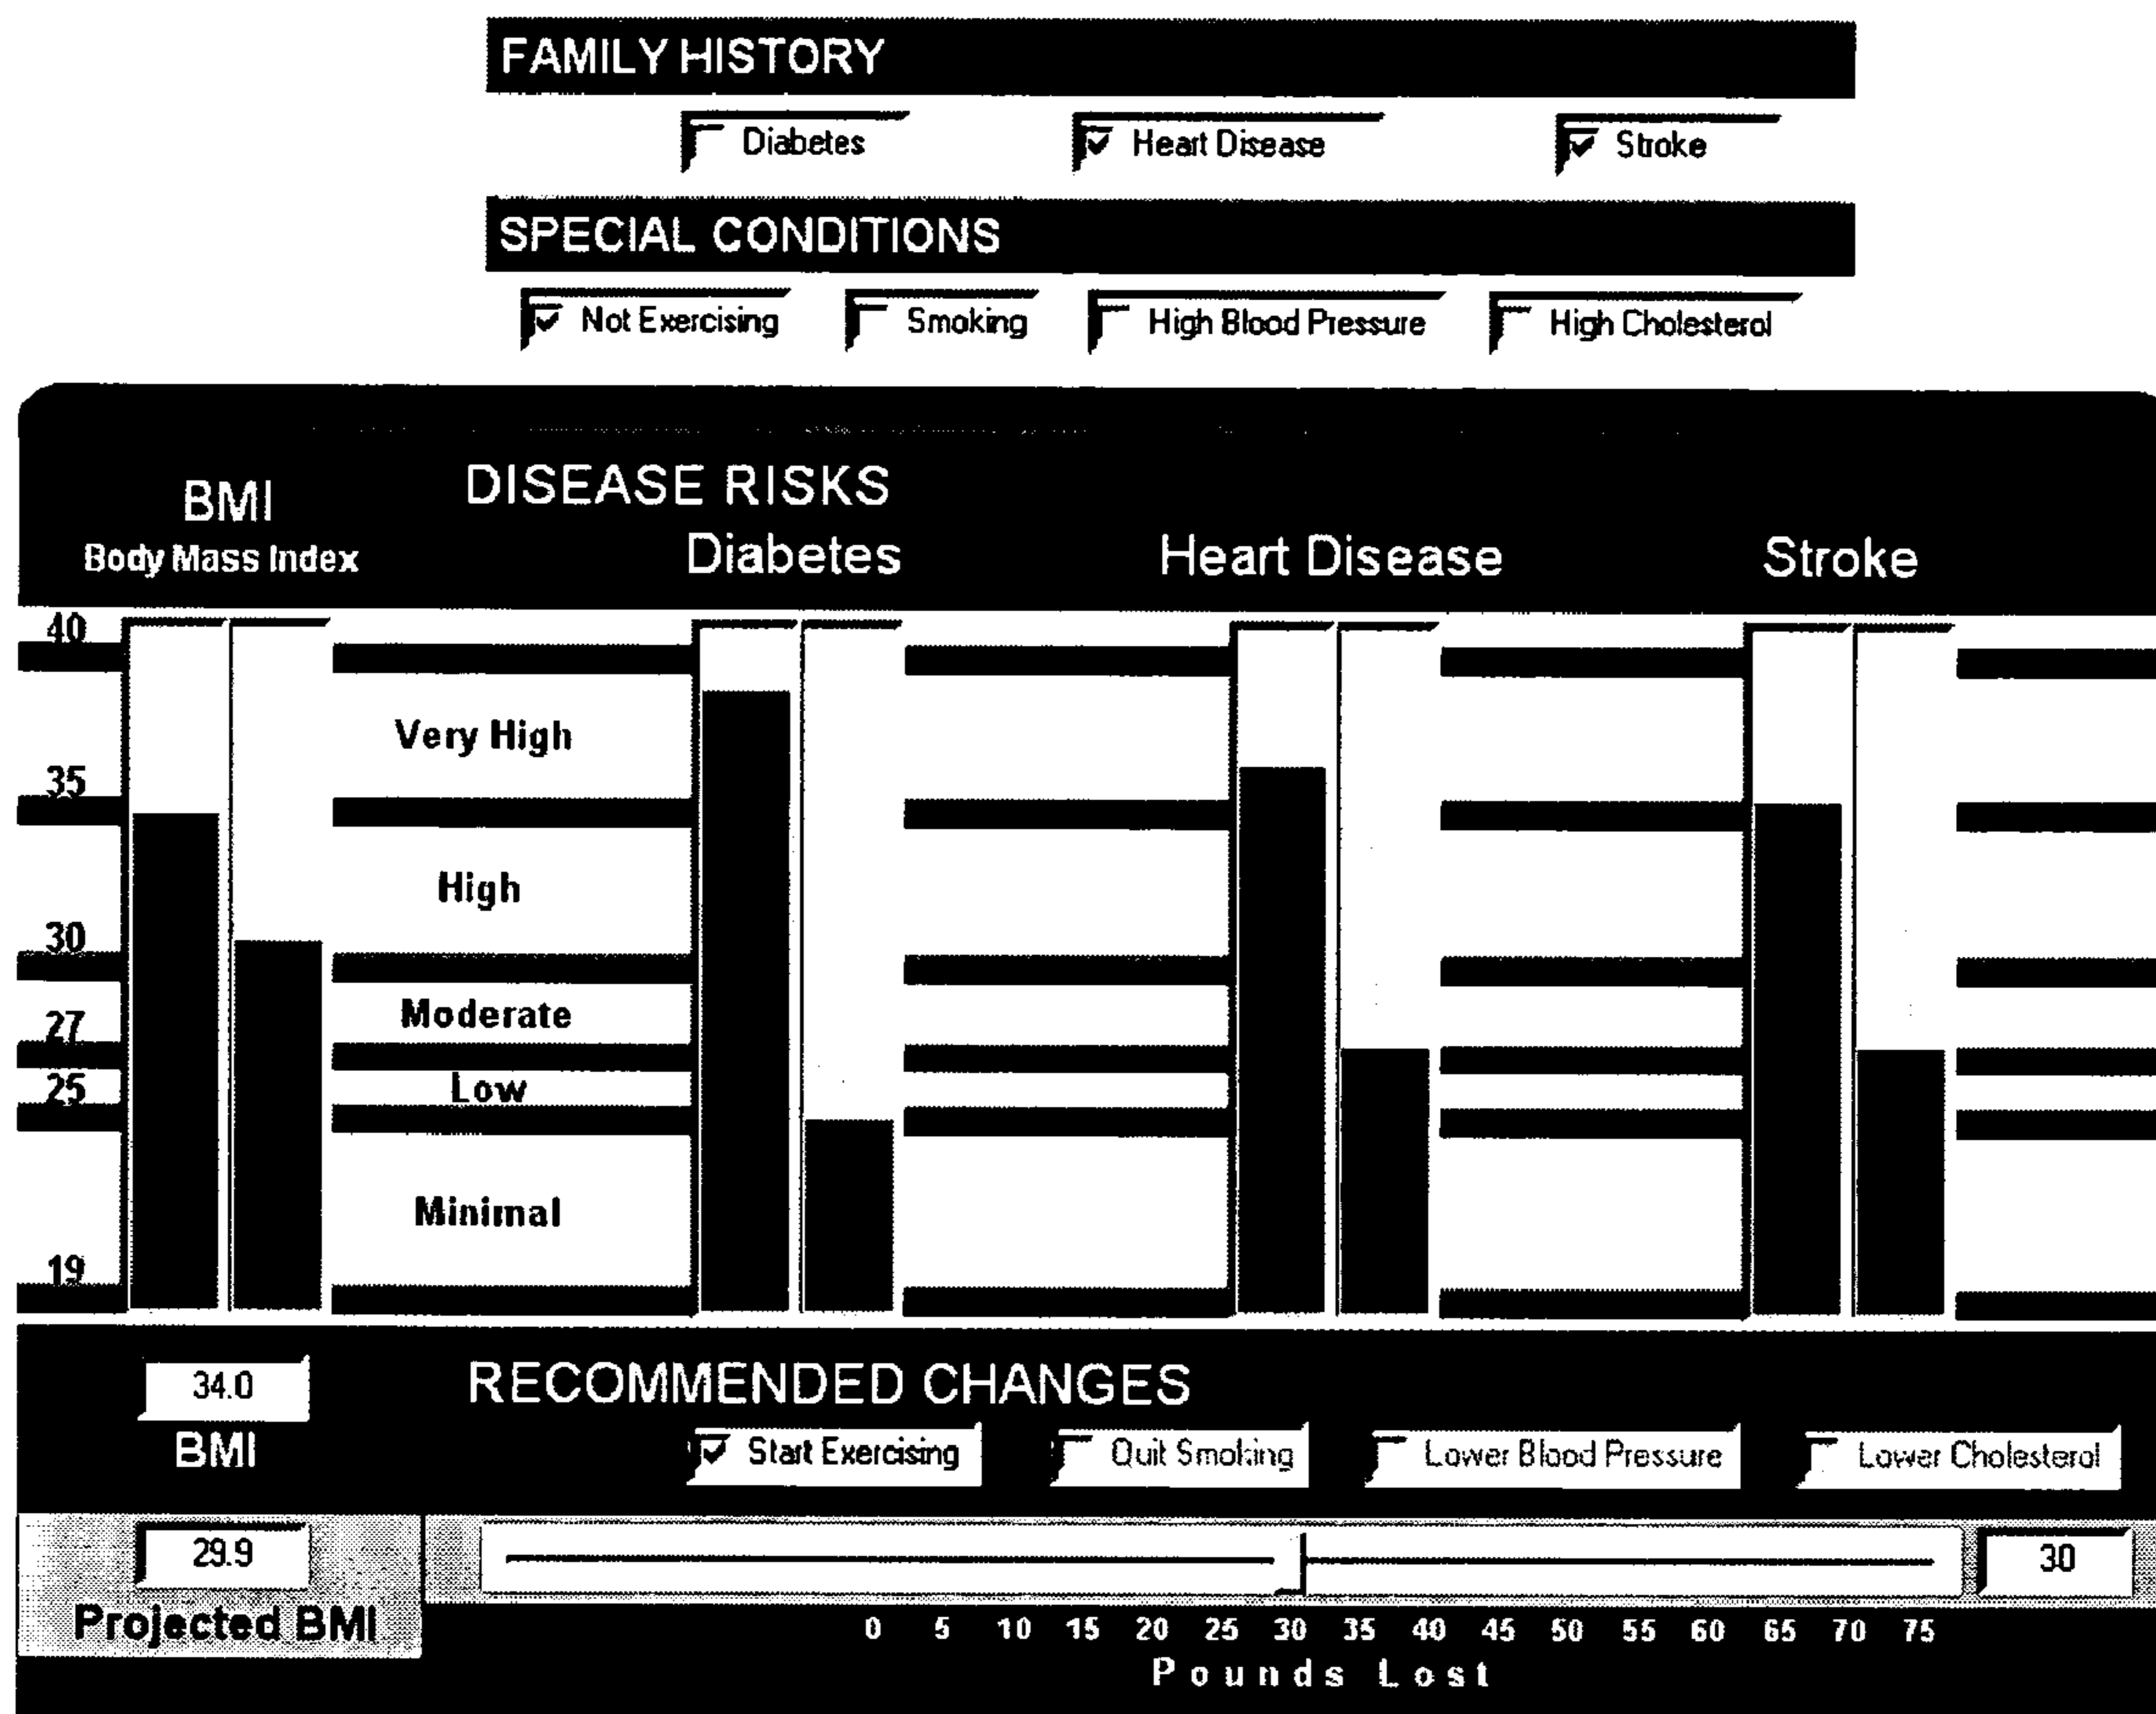 FAMILY HISTORY
Diabetes Heart Disease Stroke
SPECIAL CONDITIONS
Not Exercising Smoking High Blood Pressure High Cholesterol
BMI
Body Mass Index
DISEASE RISKS
Diabetes Heart Disease Stroke
40
Very High
35
High
30
Moderate
27
Low
25
Minimal
19
34.0
BMI
RECOMMENDED CHANGES
Start Exercising Quit Smoking Lower Blood Pressure Lower Cholesterol
29.9
Projected BMI
30
0 5 10 15 20 25 30 35 40 45 50 55 60 65 70 75
Pounds Lost